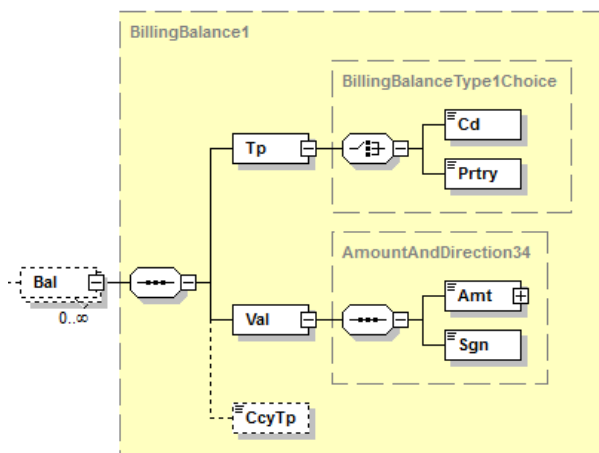 BillingBalance1
BillingBalanceType1Choice
Cd
Tp
Prtry
AmountAndDirection34
Bal
0..∞
Amt
Val
Sgn
CcyTp